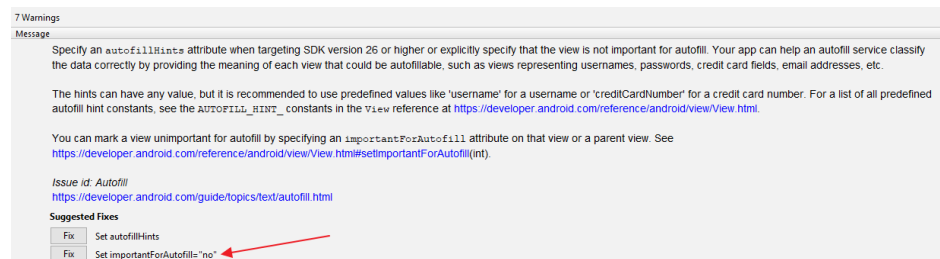 7 Warnings
Message
Specify an autofillHints attribute when targeting SDK version 26 or higher or explicitly specify that the view is not important for autofill. Your app can help an autofill service classify
the data correctly by providing the meaning of each view that could be autofillable, such as views representing usernames, passwords, credit card fields, email addresses, etc.
The hints can have any value, but it is recommended to use predefined values like 'username' for a username or 'creditCardNumber' for a credit card number. For a list of all predefined
autofill hint constants, see the AUTOFILL_HINT_ constants in the View reference at https://developer.android.com/reference/android/view/View.html.
You can mark a view unimportant for autofill by specifying an importantForAutofill attribute on that view or a parent view. See
https://developer.android.com/reference/android/view/View.html#setImportantForAutofill(int).
Issue id: Autofill
https://developer.android.com/guide/topics/text/autofill.html
Suggested Fixes
Fix Set autofillHints
Fix Set importantForAutofill="no"